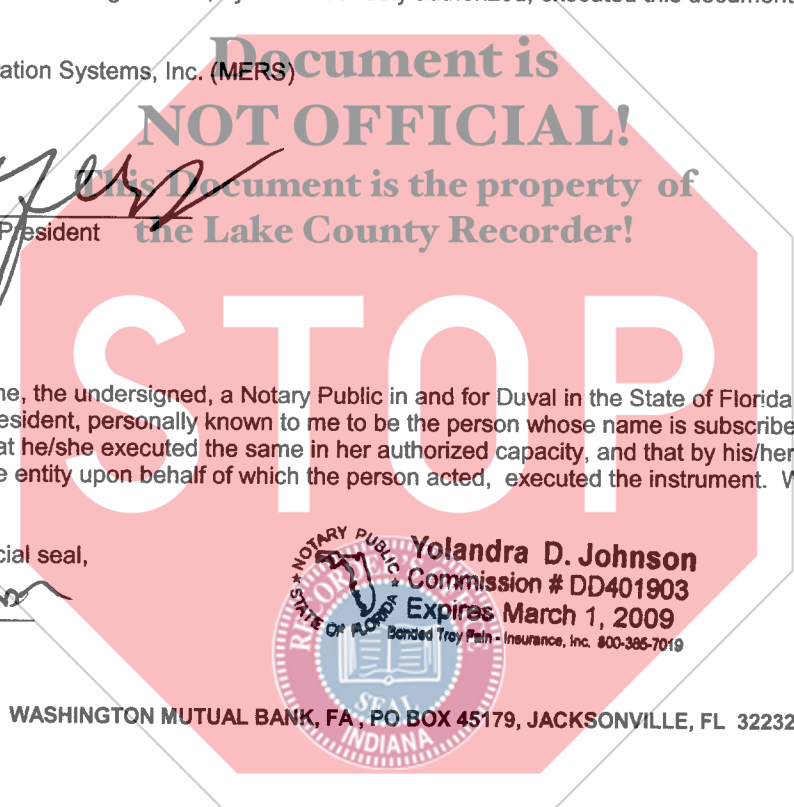 executed this document
ation Systems, Inc. (MERS)
Document is
NOT OFFICIAL!
This Document is the property of
the Lake County Recorder!
President
STOP
ne, the undersigned, a Notary Public in and for Duval in the State of Florida
esident, personally known to me to be the person whose name is subscribe
at he/she executed the same in her authorized capacity, and that by his/her
e entity upon behalf of which the person acted, executed the instrument. W
cial seal,
NOTARY PUBLIC
STATE OF FLORIDA
Yolandra D. Johnson
Commission # DD401903
Expires March 1, 2009
Bonded Troy Fain - Insurance, Inc. 800-385-7019
SEAL
INDIANA
WASHINGTON MUTUAL BANK, FA , PO BOX 45179, JACKSONVILLE, FL 32232